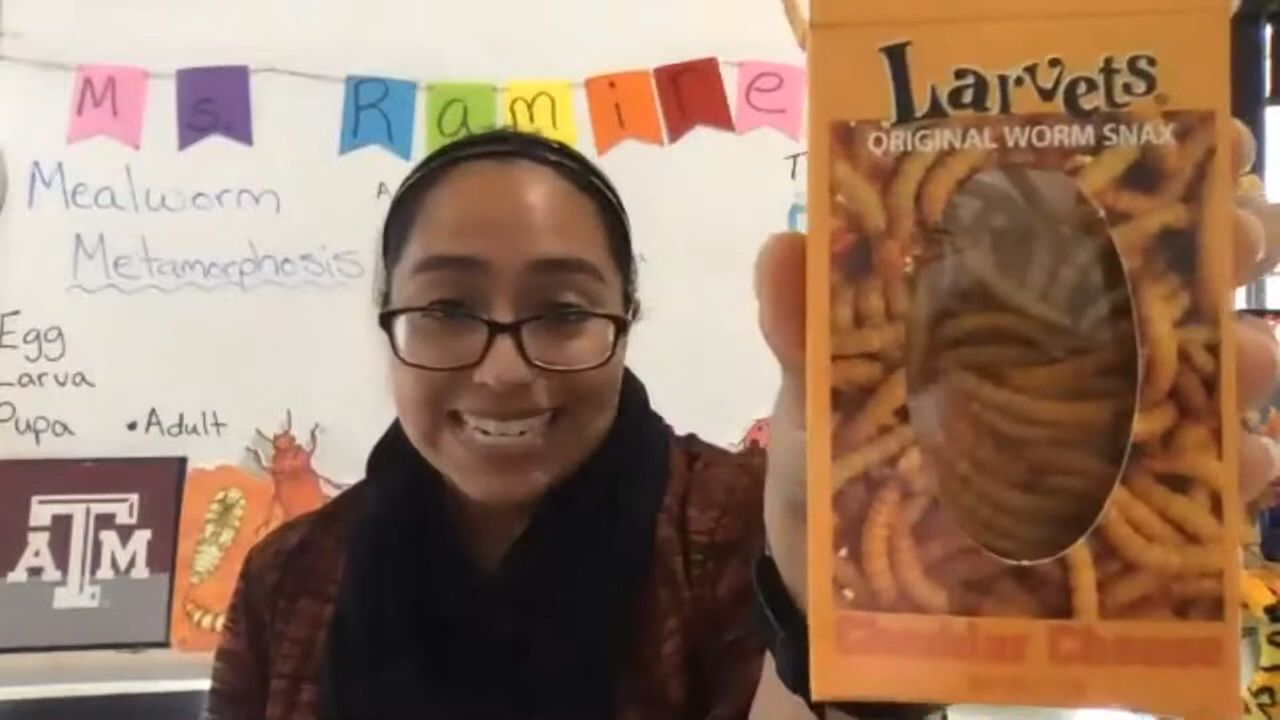 Ms. Ramire
Mealworm
Metamorphosis
Egg
Larva
Pupa • Adult
A
T
ATM
Larvets
ORIGINAL WORM SNAX
Cheddar Cheese